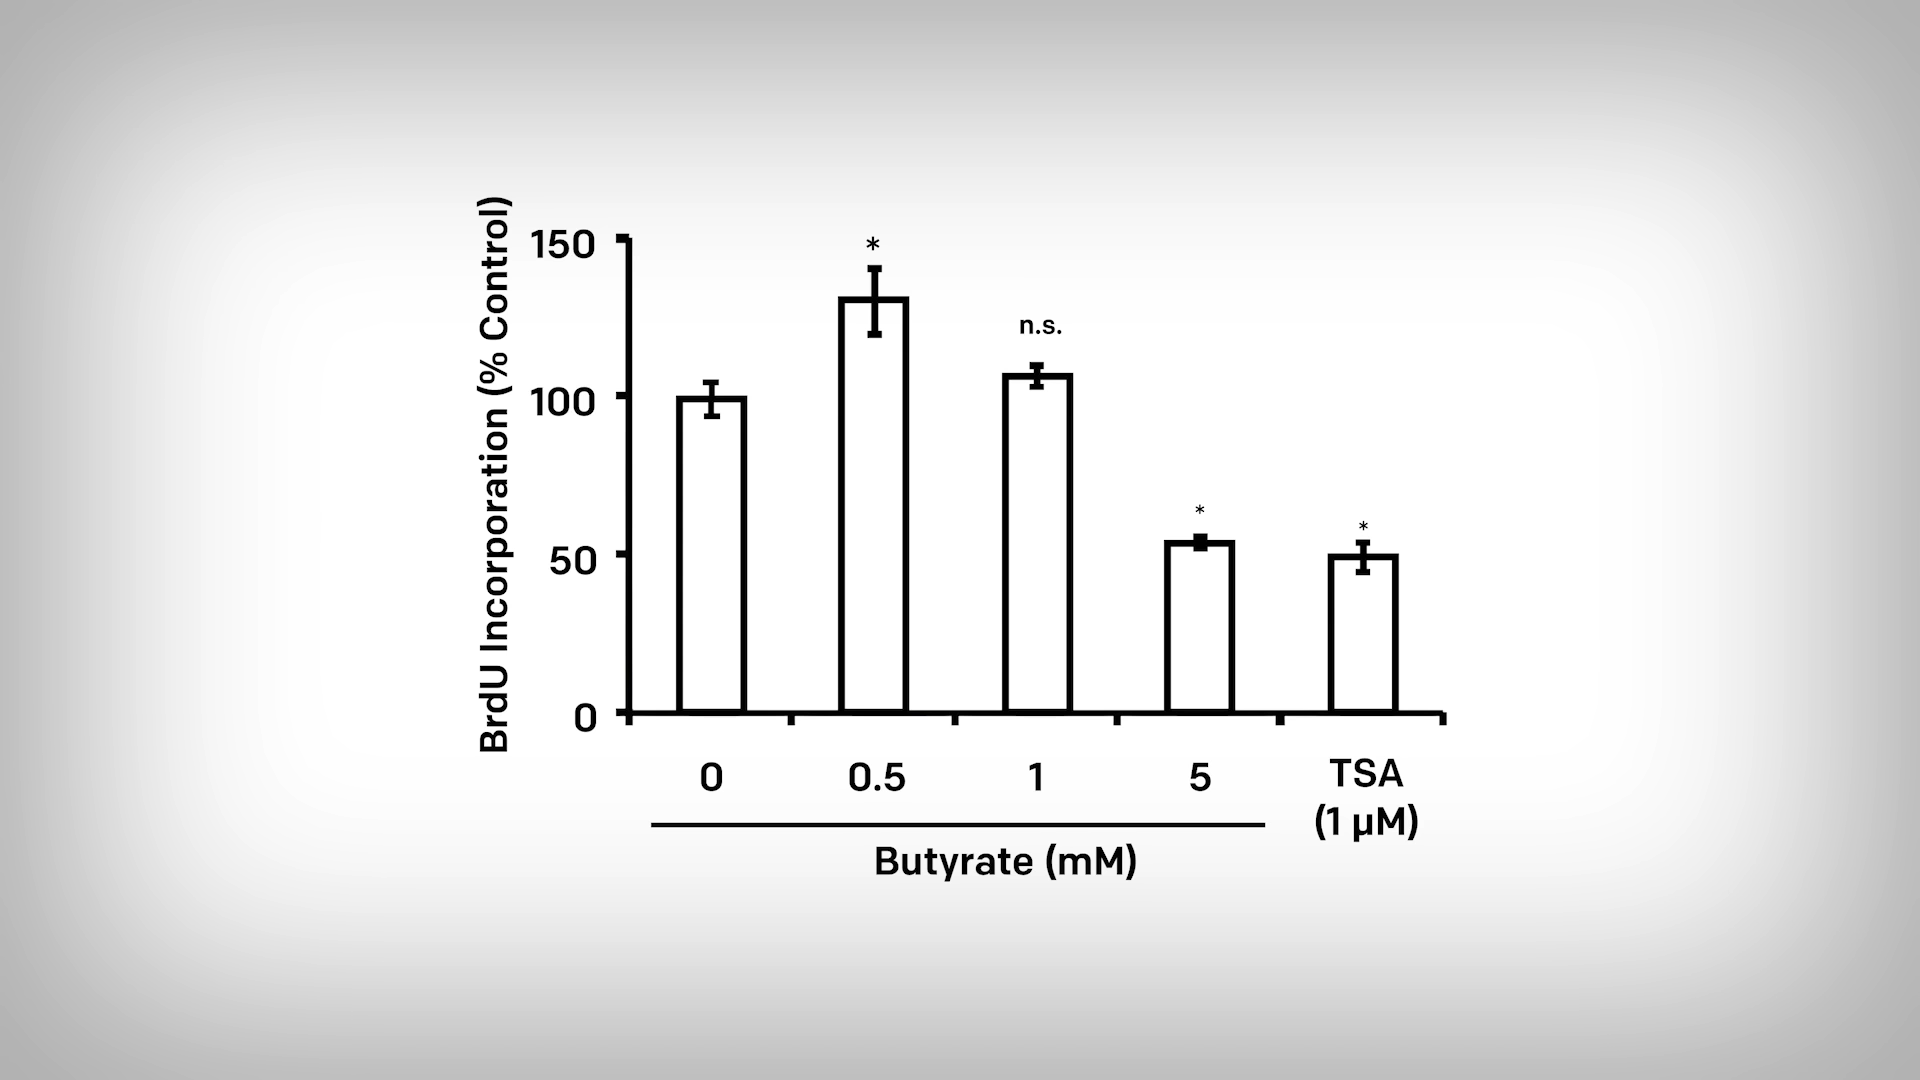 BrdU Incorporation (% Control)
150
100
50
0
*
n.s.
*
*
0 0.5 1 5 TSA
(1 µM)
Butyrate (mM)